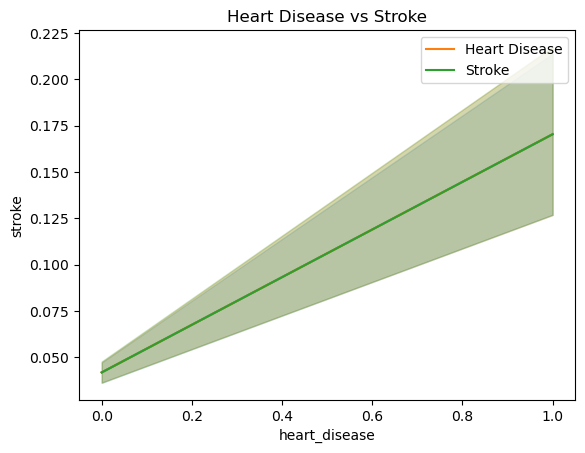 Heart Disease vs Stroke
Heart Disease
Stroke
stroke
0.225
0.200
0.175
0.150
0.125
0.100
0.075
0.050
0.0 0.2 0.4 0.6 0.8 1.0
heart_disease